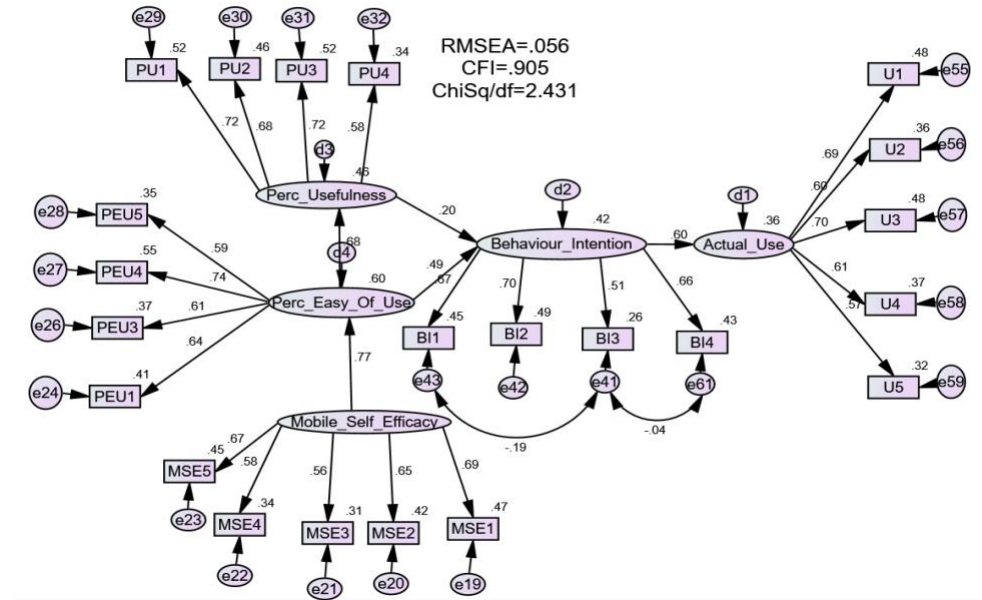 e29
e30
e31
e32
.52
.46
.52
.34
PU1
PU2
PU3
PU4
RMSEA=.056
CFI=.905
ChiSq/df=2.431
.72
.68
.72
.58
d3
.46
Perc_Usefulness
e28
PEU5
.35
.59
e27
PEU4
.55
.74
e26
PEU3
.37
.61
e24
PEU1
.41
.64
.68
d4
.60
Perc_Easy_Of_Use
.20
.49
.67
d2
.42
Behaviour_Intention
.60
d1
.36
Actual_Use
.70
.51
.66
.45
.49
.26
.43
BI1
BI2
BI3
BI4
e43
e42
e41
e61
-.19
-.04
.48
U1
e55
.69
.36
U2
e56
.60
.48
U3
e57
.70
.37
U4
e58
.61
.32
U5
e59
.57
.77
Mobile_Self_Efficacy
.67
.58
.56
.65
.69
.45
MSE5
e23
.34
MSE4
e22
.31
MSE3
e21
.42
MSE2
e20
.47
MSE1
e19